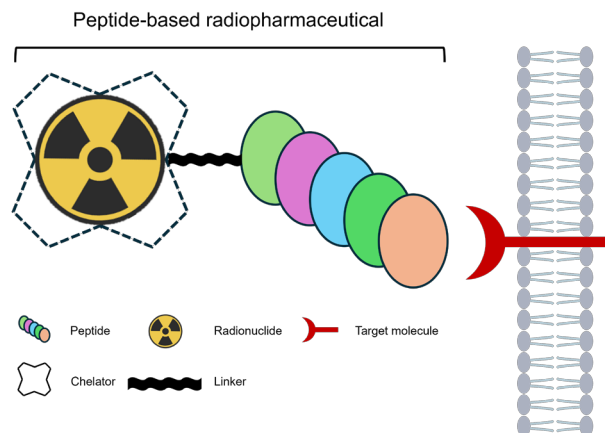 Peptide-based radiopharmaceutical
Peptide
Radionuclide
Target molecule
Chelator
Linker